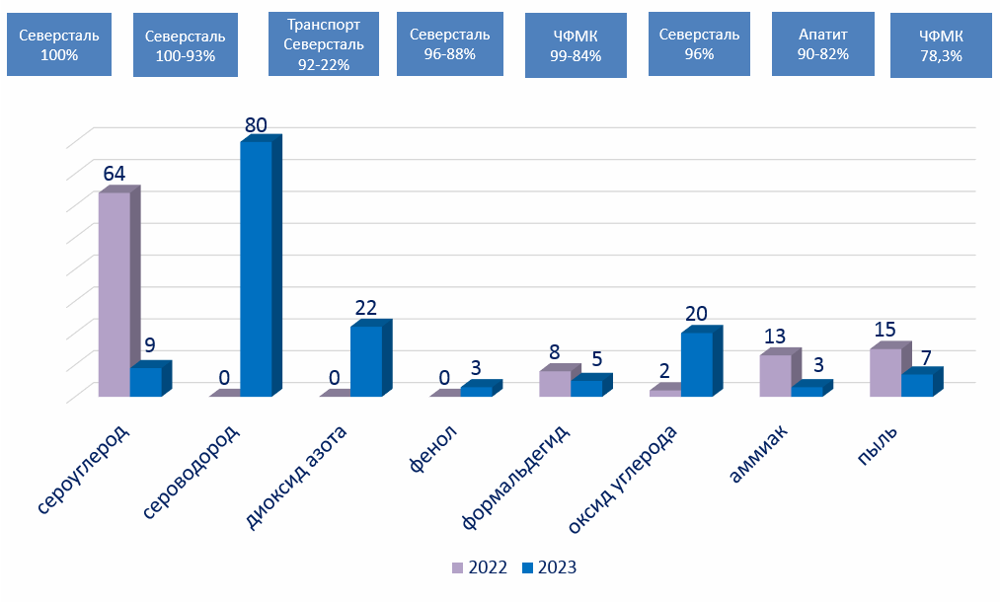 Северсталь
100%
Северсталь
100-93%
Транспорт
Северсталь
92-22%
Северсталь
96-88%
ЧФМК
99-84%
Северсталь
96%
Апатит
90-82%
ЧФМК
78,3%
64
9
0
80
0
22
0
3
8
5
2
20
13
3
15
7
сероуглерод
сероводород
диоксид азота
фенол
формальдегид
оксид углерода
аммиак
пыль
2022
2023